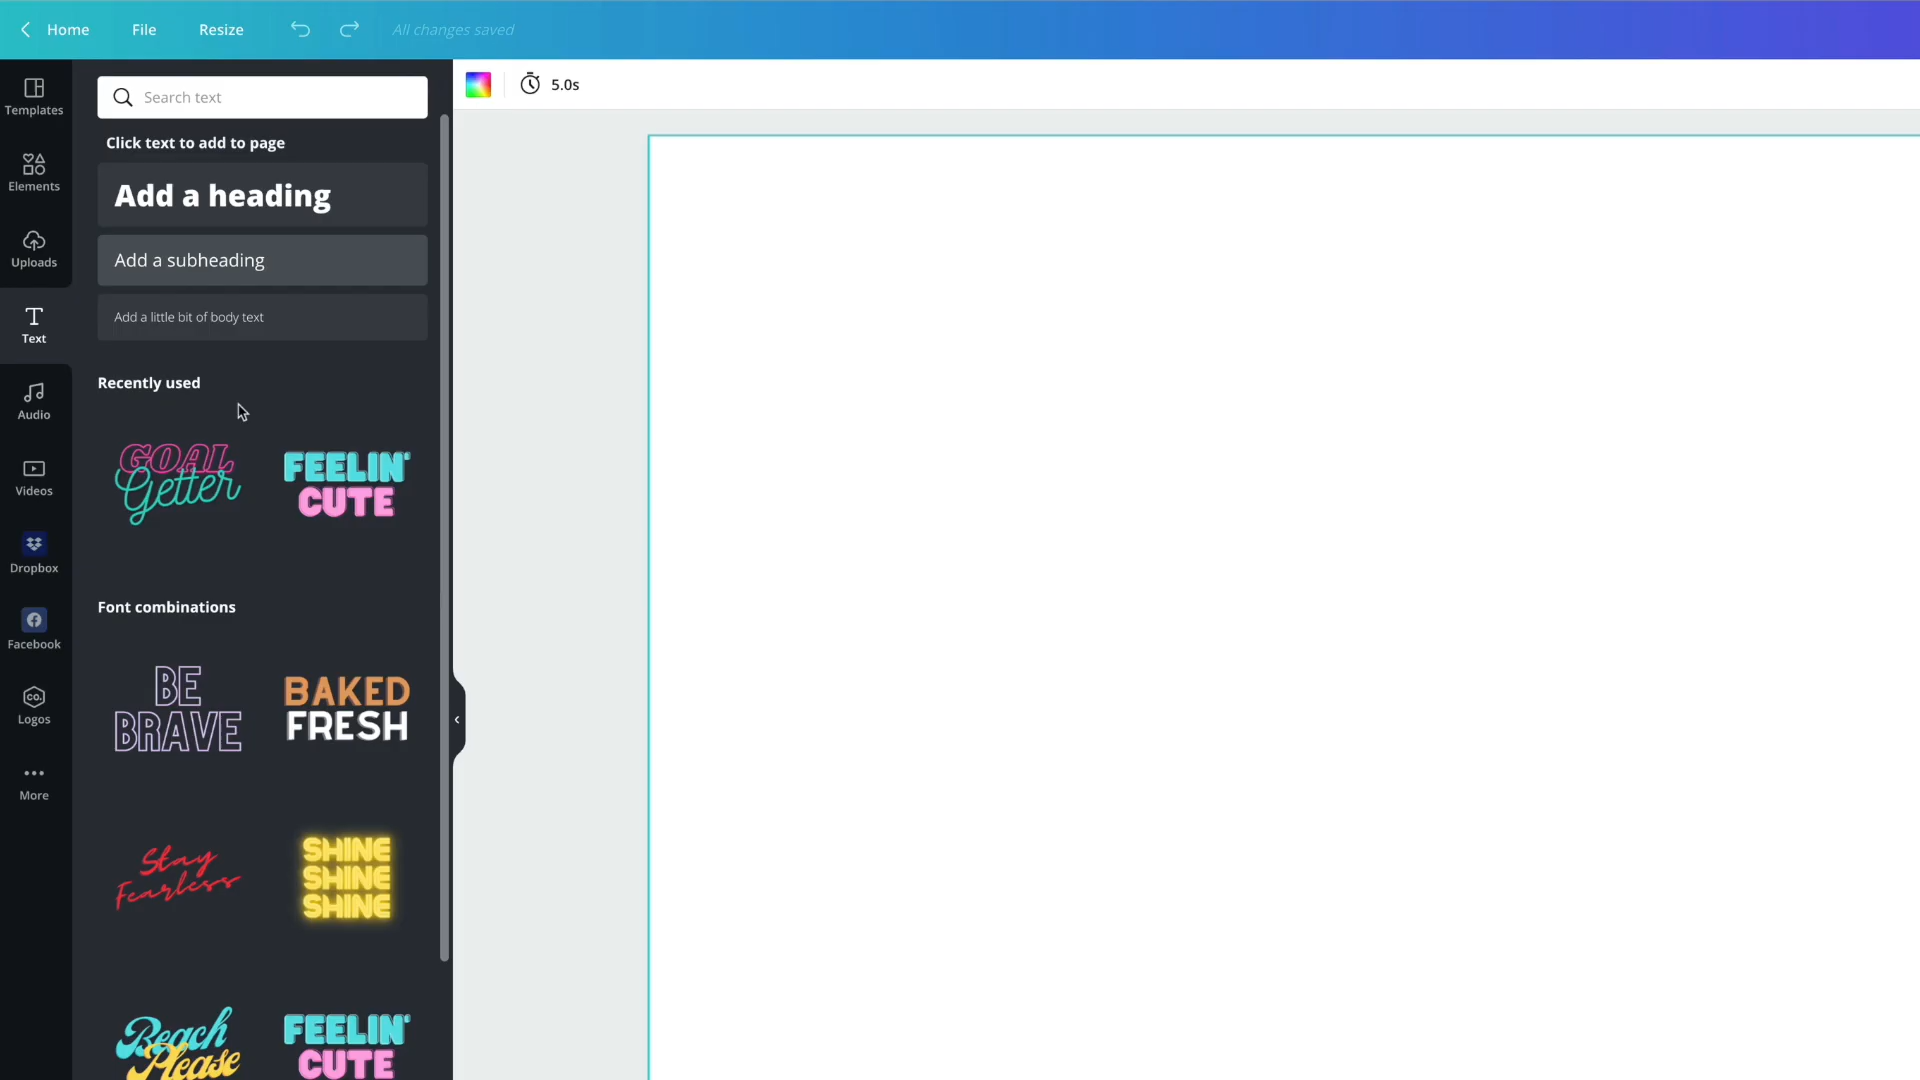 Home File Resize All changes saved
Templates
Elements
Uploads
Text
Audio
Videos
Dropbox
Facebook
CO.
Logos
More
Search text
Click text to add to page
Add a heading
Add a subheading
Add a little bit of body text
Recently used
GOAL
Getter
FEELIN'
CUTE
Font combinations
BE
BRAVE
BAKED
FRESH
Stay
Fearless
SHINE
SHINE
SHINE
Beach
Please
FEELIN'
CUTE
5.0s